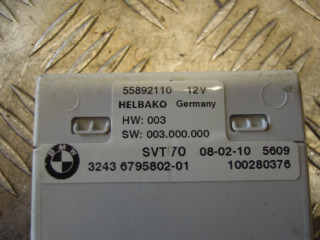 55892110 12V
HELBAKO Germany
HW: 003
SW: 003.000.000
SVT 70 08-02-10 5609
BMW 3243 6795802-01 100280376